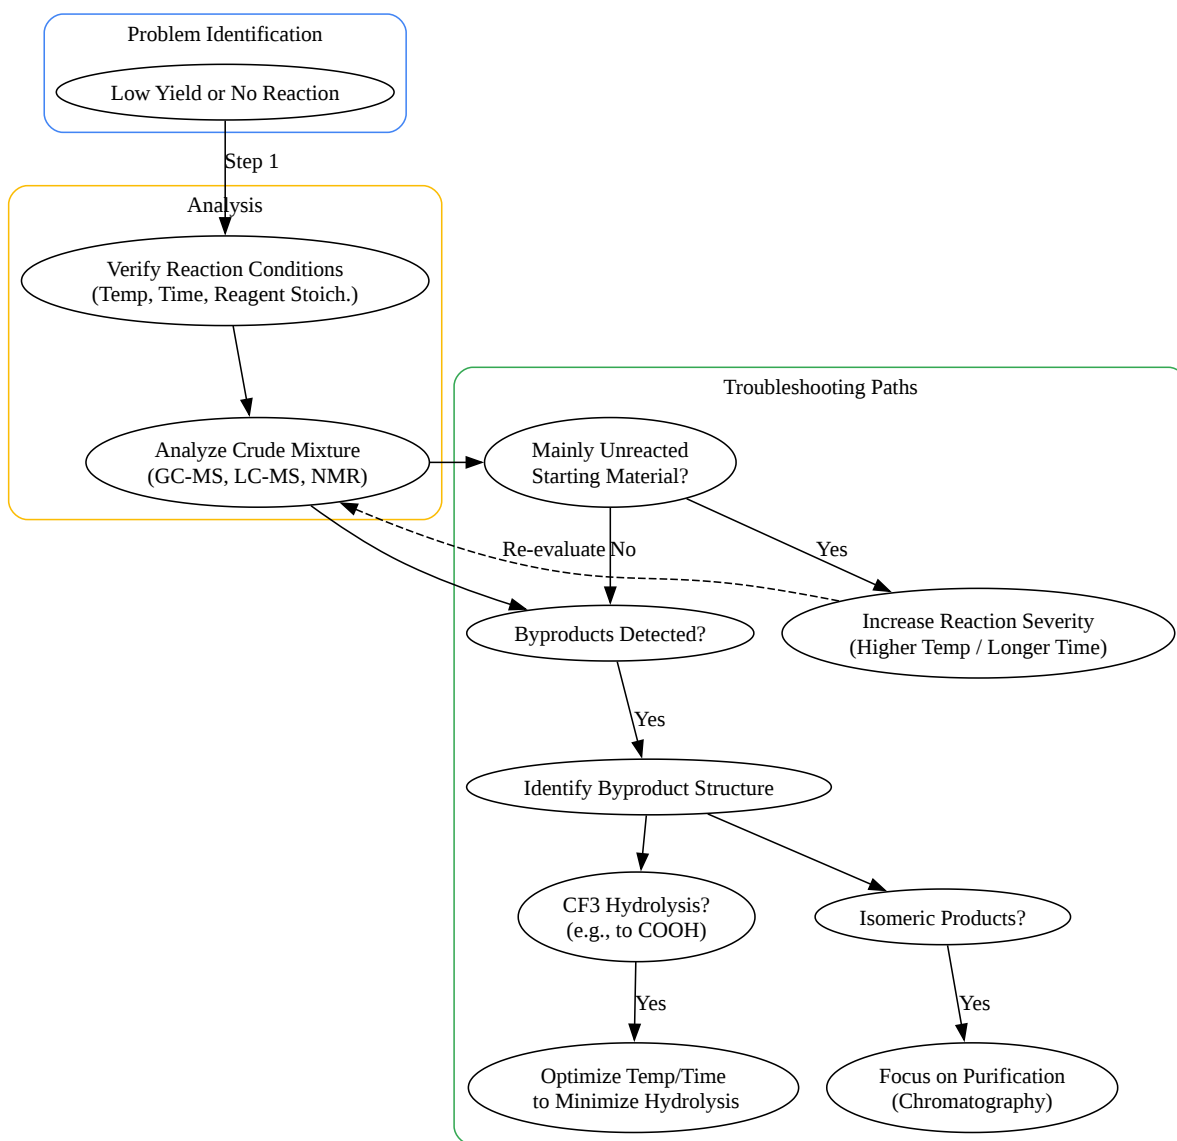 Problem Identification
Low Yield or No Reaction
Step 1
Analysis
Verify Reaction Conditions
(Temp, Time, Reagent Stoich.)
Troubleshooting Paths
Analyze Crude Mixture
(GC-MS, LC-MS, NMR)
Mainly Unreacted
Starting Material?
Re-evaluate
No
Yes
Byproducts Detected?
Increase Reaction Severity
(Higher Temp / Longer Time)
Yes
Identify Byproduct Structure
CF3 Hydrolysis?
(e.g., to COOH)
Isomeric Products?
Yes
Yes
Optimize Temp/Time
to Minimize Hydrolysis
Focus on Purification
(Chromatography)